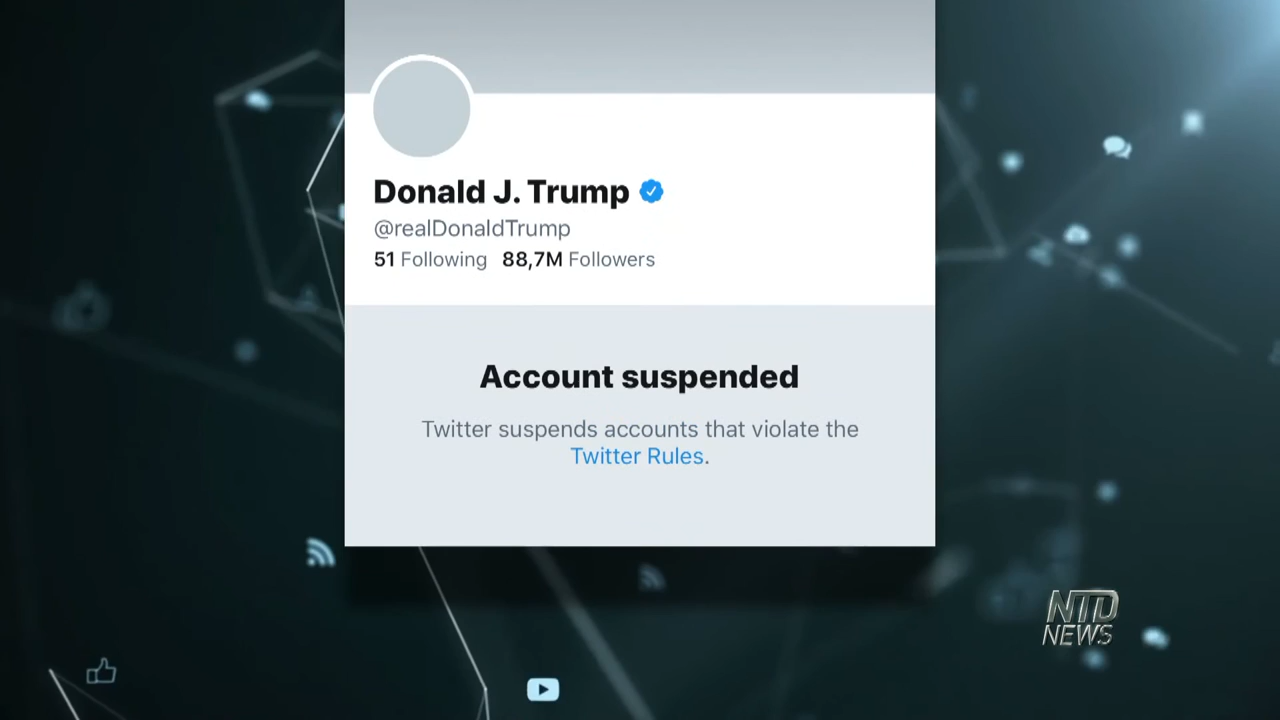 Donald J. Trump
@realDonaldTrump
51 Following 88,7M Followers
Account suspended
Twitter suspends accounts that violate the
Twitter Rules.
NTD
NEWS